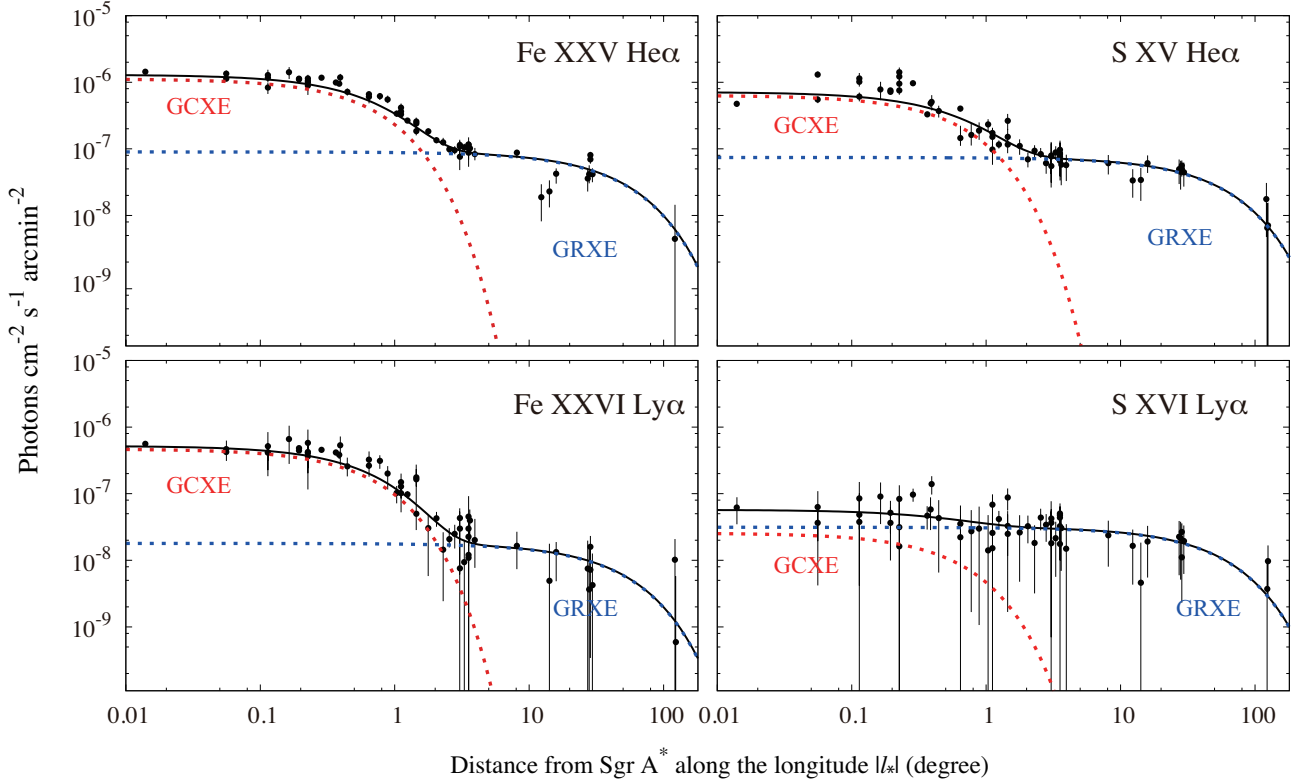 10^-5
10^-6
10^-7
10^-8
10^-9
Fe XXV Heα
GCXE
GRXE
S XV Heα
GCXE
GRXE
10^-5
10^-6
10^-7
10^-8
10^-9
Fe XXVI Lyα
GCXE
GRXE
S XVI Lyα
GCXE
GRXE
0.01 0.1 1 10 100
0.01 0.1 1 10 100
Photons cm^-2 s^-1 arcmin^-2
Distance from Sgr A^* along the longitude |l_*| (degree)